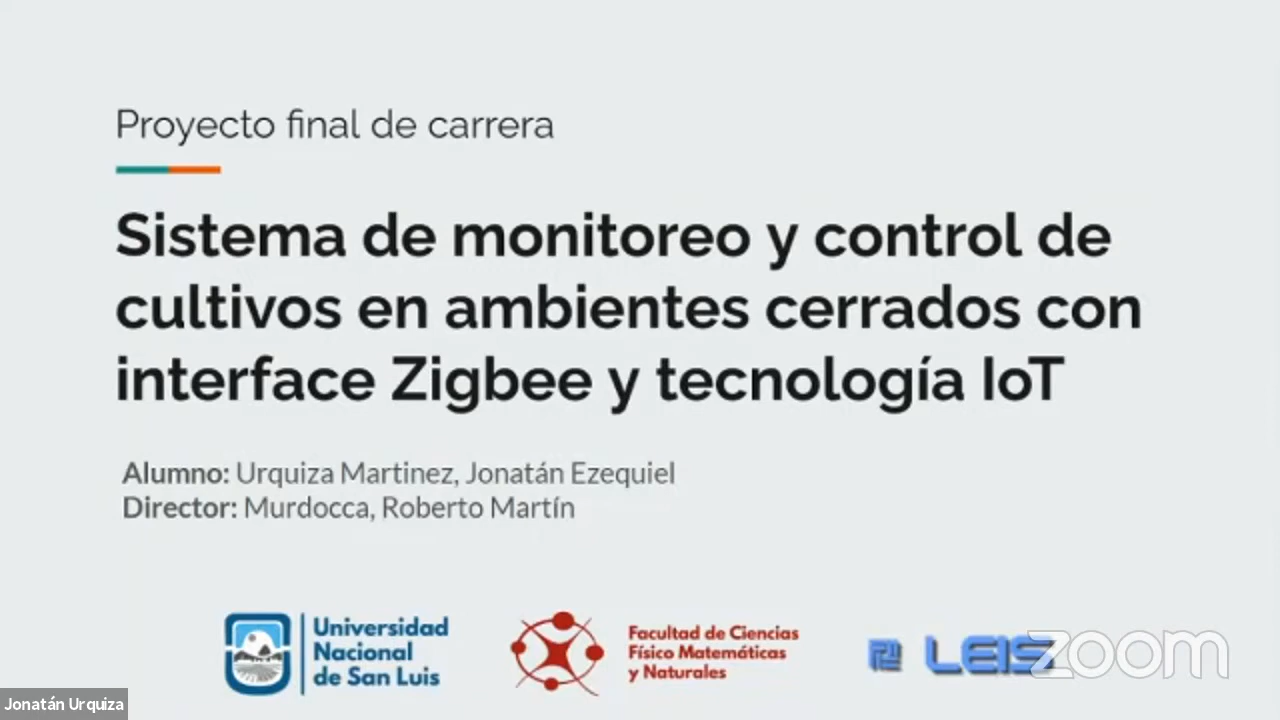 Proyecto final de carrera
Sistema de monitoreo y control de
cultivos en ambientes cerrados con
interface Zigbee y tecnología IoT
Alumno: Urquiza Martinez, Jonatán Ezequiel
Director: Murdocca, Roberto Martín
Universidad
Nacional
de San Luis
Facultad de Ciencias
Físico Matemáticas
y Naturales
LEIS
zoom
Jonatán Urquiza